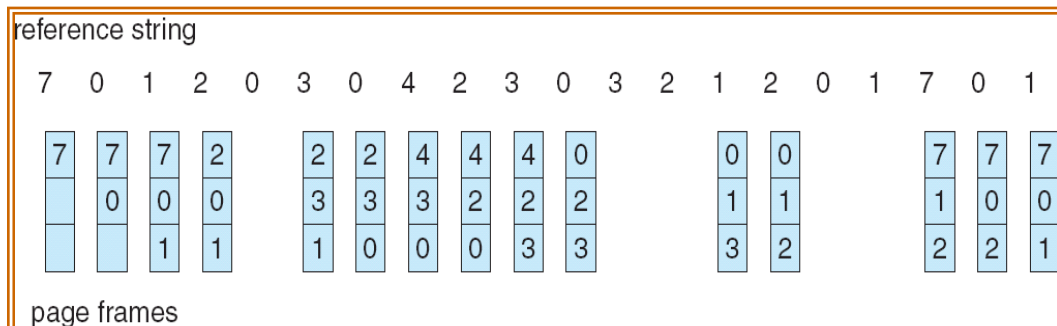 reference string
7 0 1 2 0 3 0 4 2 3 0 3 2 1 2 0 1 7 0 1
7 7 7 2 2 2 4 4 4 0 0 0 7 7 7
0 0 0 3 3 3 2 2 2 1 1 1 0 0
1 1 1 0 0 0 3 3 3 2 2 2 1
page frames